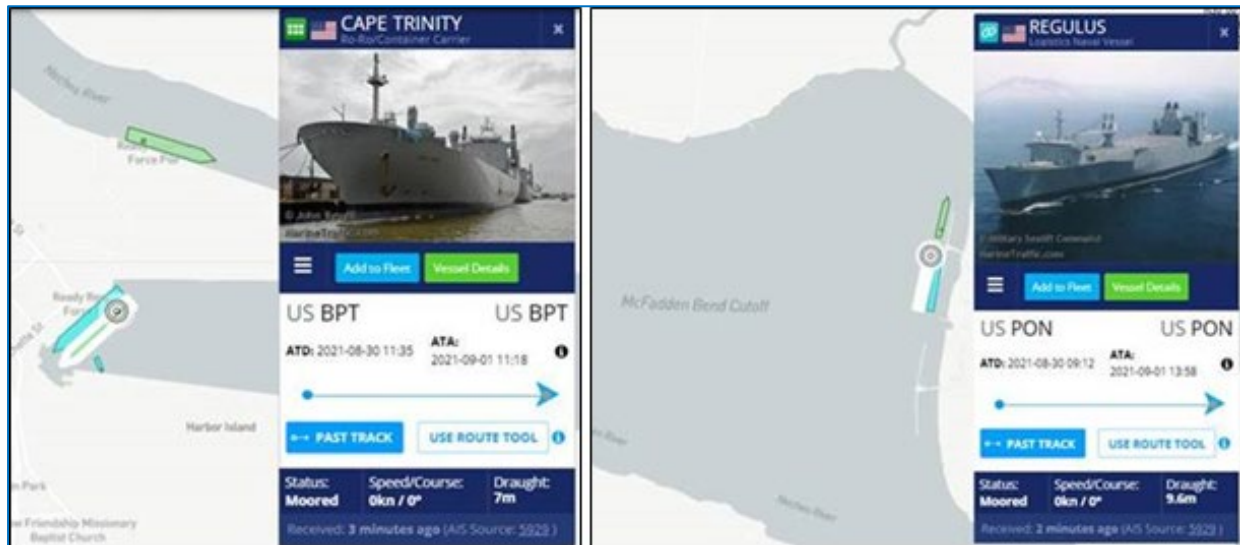 CAPE TRINITY
Ro-Ro/Container Carrier
x
Neches River
Ready
Force
Ready
Force
Harbor Island
Park
Friendship Missionary
Baptist Church
© John
MarineTraffic.com
Add to Fleet
Vessel Details
US BPT
US BPT
ATD: 2021-08-30 11:35
ATA:
2021-09-01 11:18
PAST TRACK
USE ROUTE TOOL
Status:
Moored
Speed/Course:
0kn / 0°
Draught:
7m
Received: 3 minutes ago (AIS Source: 5929 )
REGULUS
Logistics Naval Vessel
x
McFadden Bend Cutoff
River
Neches River
© Military Sealift Command
MarineTraffic.com
Add to Fleet
Vessel Details
US PON
US PON
ATD: 2021-08-30 09:12
ATA:
2021-09-01 13:58
PAST TRACK
USE ROUTE TOOL
Status:
Moored
Speed/Course:
0kn / 0°
Draught:
9.6m
Received: 2 minutes ago (AIS Source: 5929 )